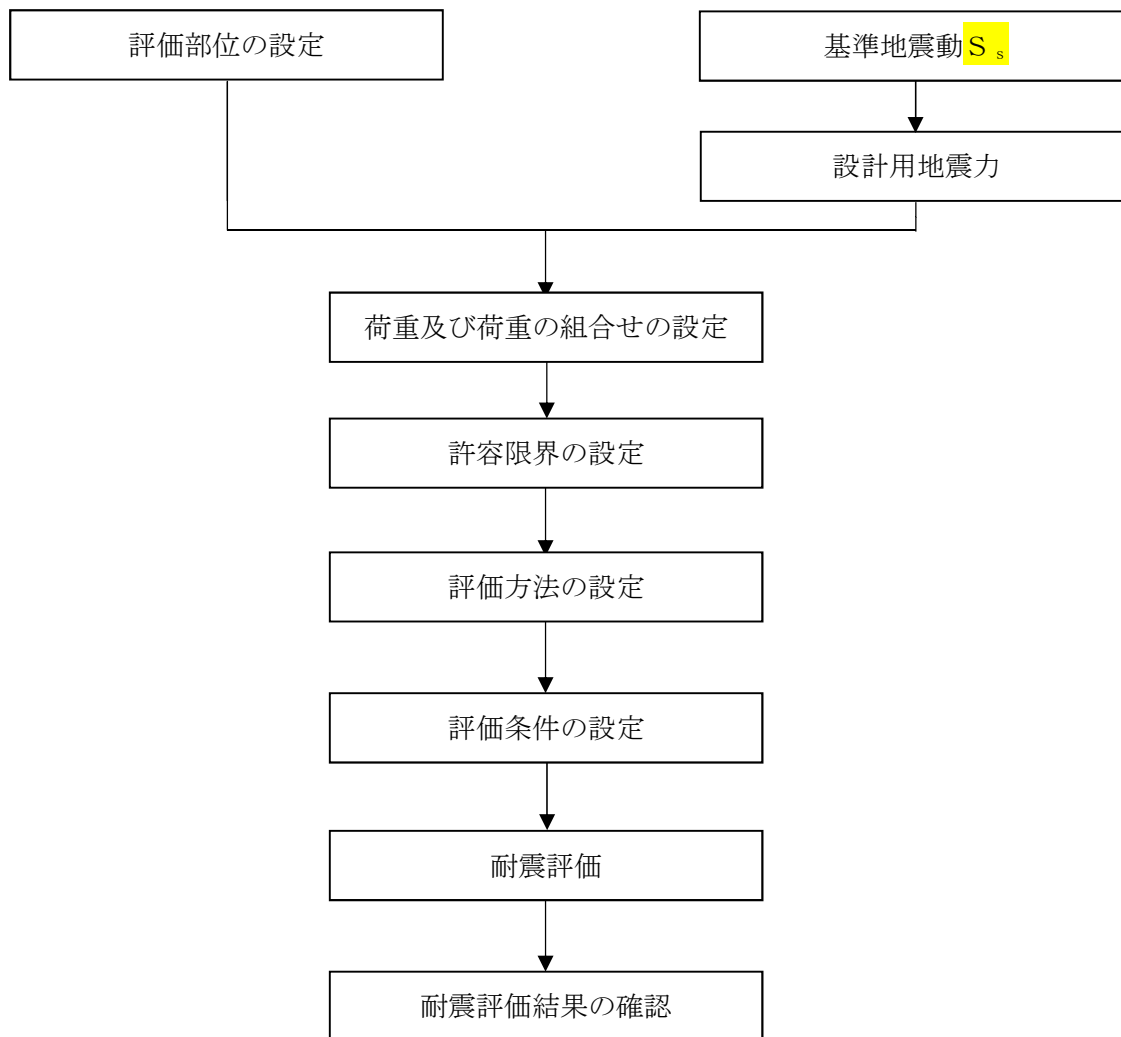 評価部位の設定
基準地震動Ｓｓ
設計用地震力
荷重及び荷重の組合せの設定
許容限界の設定
評価方法の設定
評価条件の設定
耐震評価
耐震評価結果の確認